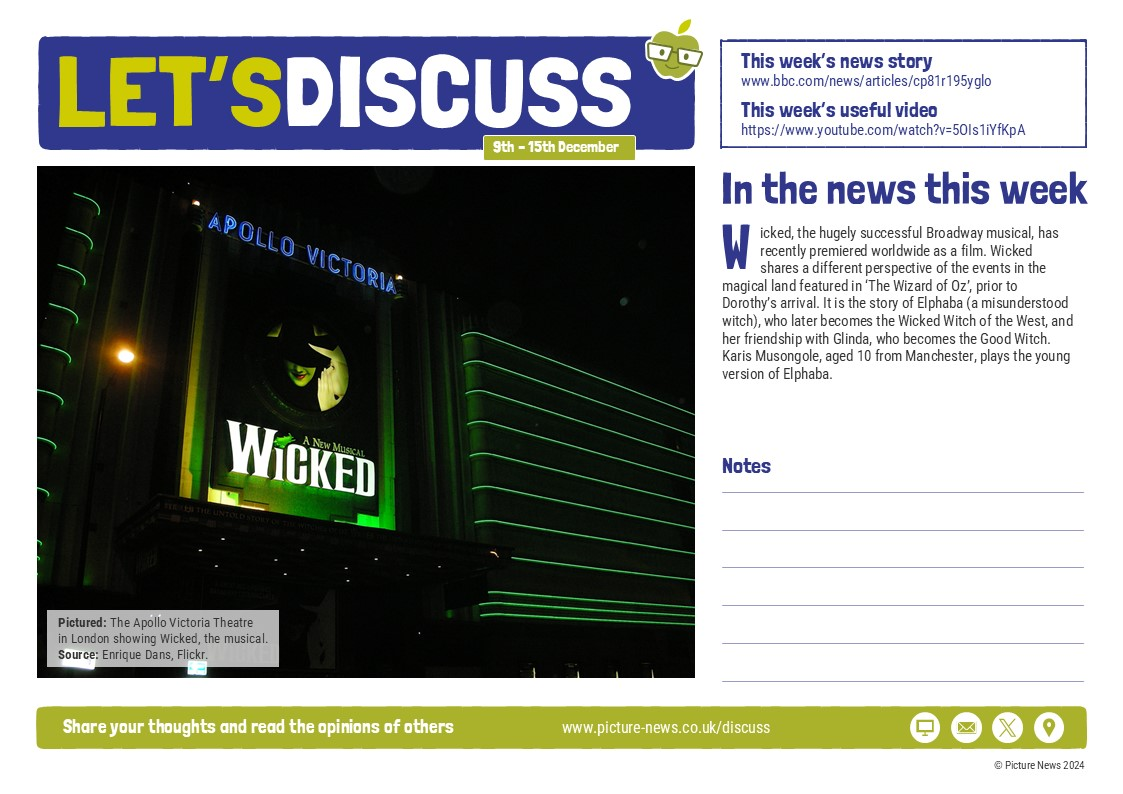 LET'SDISCUSS
9th – 15th December
This week's news story
www.bbc.com/news/articles/cp81r195yglo
This week's useful video
https://www.youtube.com/watch?v=5OIs1iYfKpA
APOLLO VICTORIA
A NEW MUSICAL
WICKED
Pictured: The Apollo Victoria Theatre
in London showing Wicked, the musical.
Source: Enrique Dans, Flickr.
In the news this week
Wicked, the hugely successful Broadway musical, has
recently premiered worldwide as a film. Wicked
shares a different perspective of the events in the
magical land featured in ‘The Wizard of Oz’, prior to
Dorothy's arrival. It is the story of Elphaba (a misunderstood
witch), who later becomes the Wicked Witch of the West, and
her friendship with Glinda, who becomes the Good Witch.
Karis Musongole, aged 10 from Manchester, plays the young
version of Elphaba.
Notes
Share your thoughts and read the opinions of others
www.picture-news.co.uk/discuss
© Picture News 2024